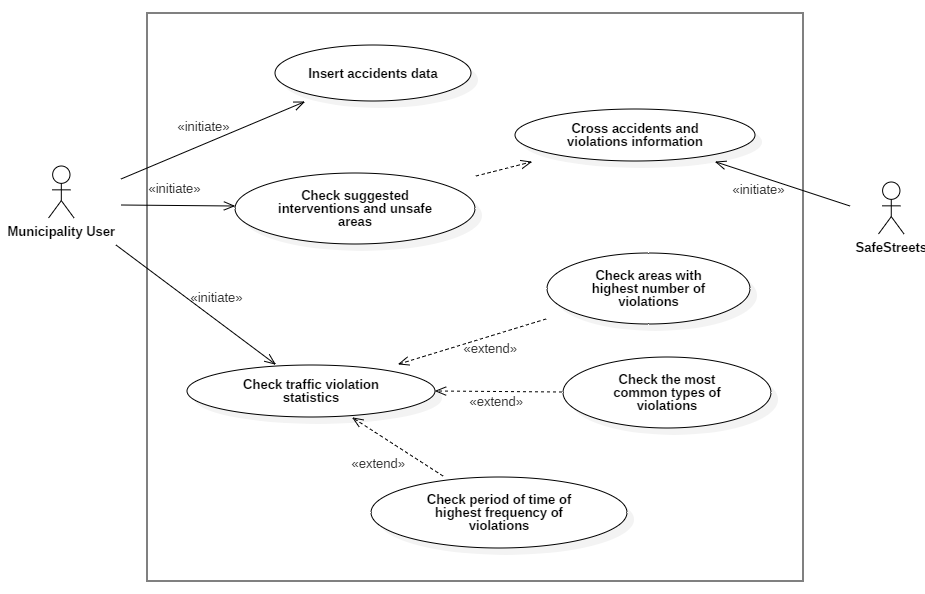 Insert accidents data
«initiate»
Cross accidents and
violations information
«initiate»
«initiate»
Check suggested
interventions and unsafe
areas
Municipality User
SafeStreets
Check areas with
highest number of
violations
«initiate»
«extend»
Check traffic violation
statistics
Check the most
common types of
violations
«extend»
«extend»
Check period of time of
highest frequency of
violations